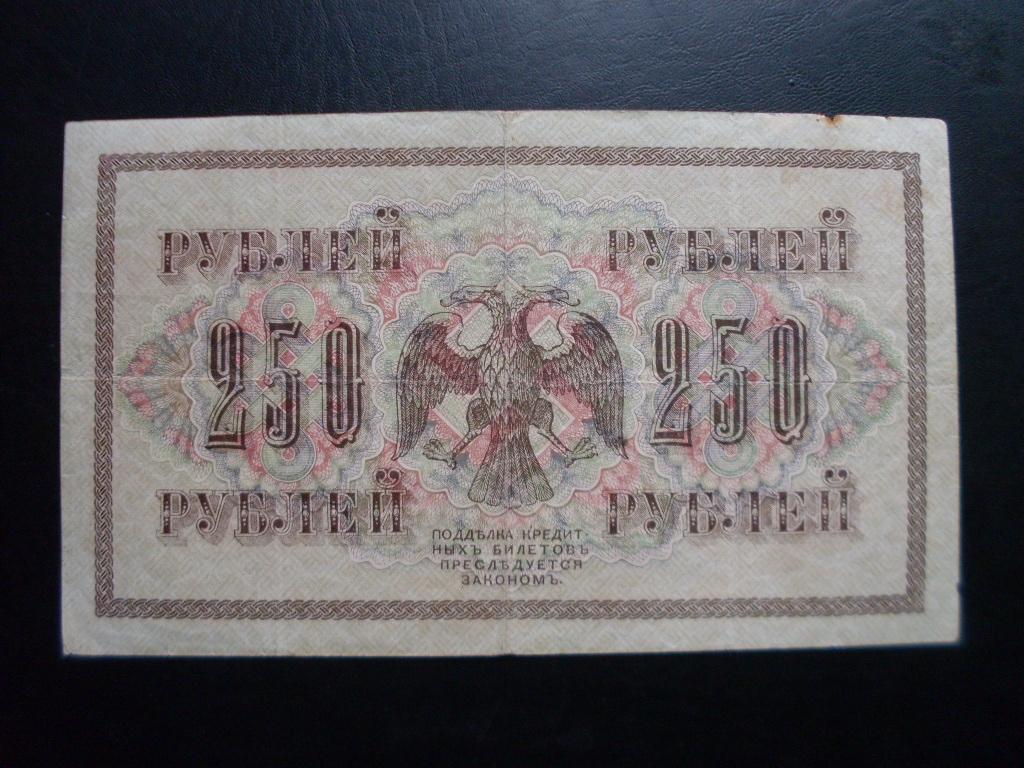 РУБЛЕЙ РУБЛЕЙ
250 250
РУБЛЕЙ РУБЛЕЙ
ПОДДѢЛКА КРЕДИТ-
НЫХЪ БИЛЕТОВЪ
ПРЕСЛѢДУЕТСЯ
ЗАКОНОМЪ.